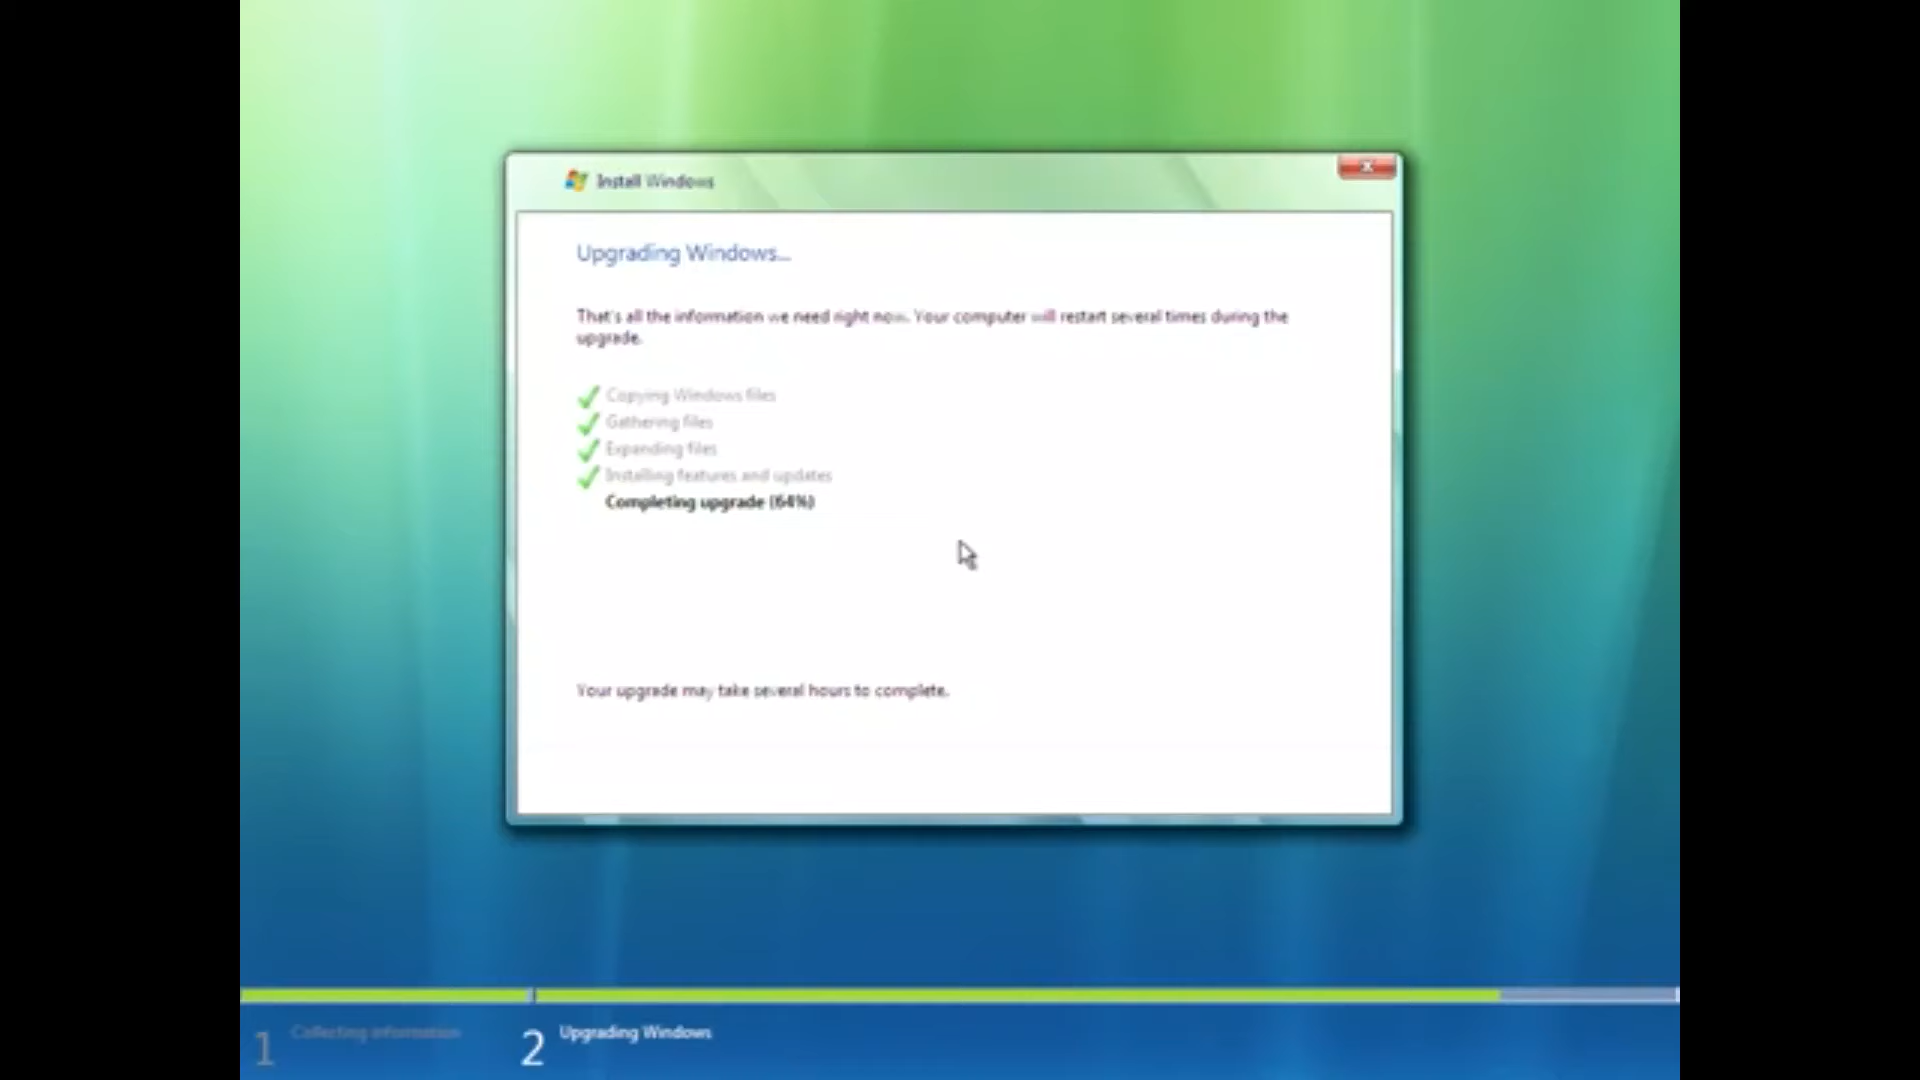 Install Windows
Upgrading Windows...
That's all the information we need right now. Your computer will restart several times during the
upgrade.
Copying Windows files
Gathering files
Expanding files
Installing features and updates
Completing upgrade (64%)
Your upgrade may take several hours to complete.
1 Collecting information
2 Upgrading Windows